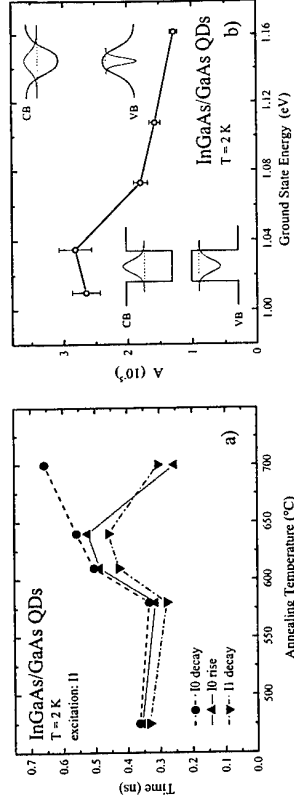 InGaAs/GaAs QDs
T = 2 K
excitation: I1
a)
I0 decay
I0 rise
I1 decay
0.7
0.6
0.5
0.4
0.3
0.2
0.1
0.0
Time (ns)
500
550
600
650
700
Annealing Temperature (°C)
b)
CB
VB
InGaAs/GaAs QDs
T = 2 K
CB
VB
3
2
1
0
A (10⁻⁵)
1.00
1.04
1.08
1.12
1.16
Ground State Energy (eV)